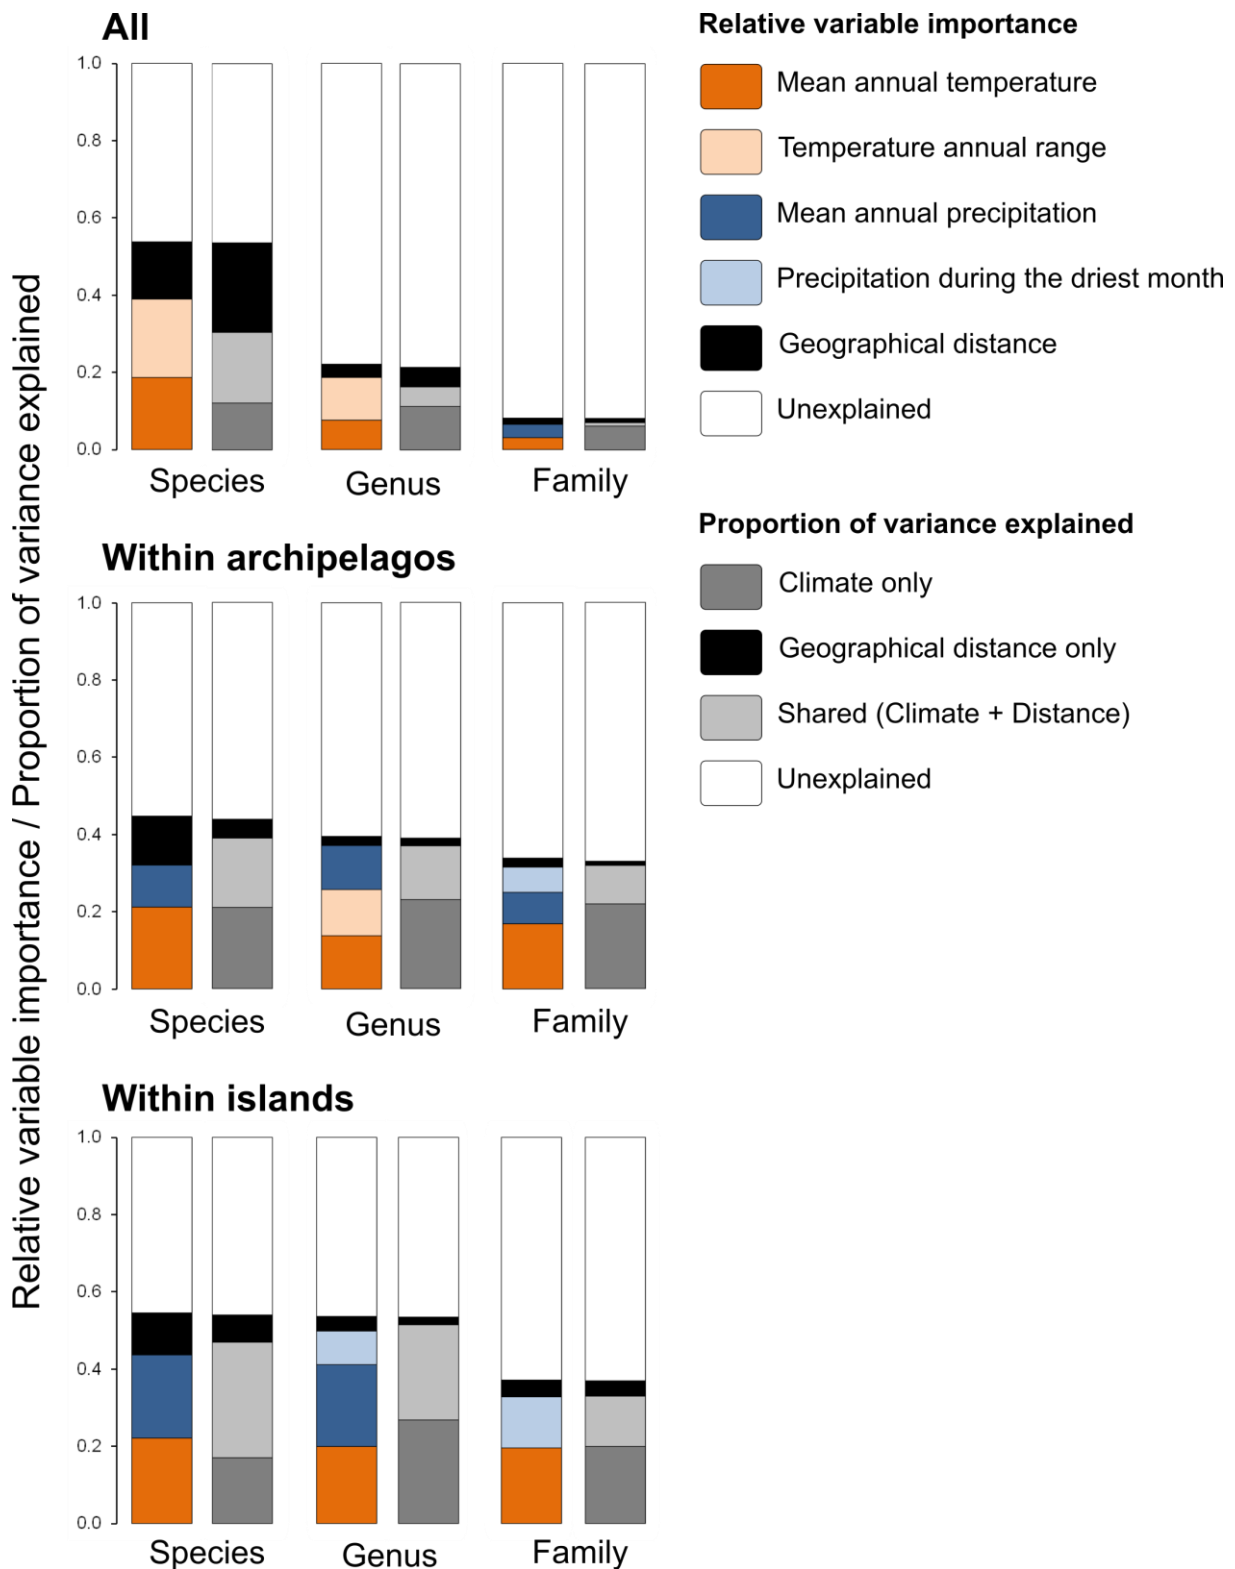 All
1.0
0.8
0.6
0.4
0.2
0.0
Species
Genus
Family
Within archipelagos
1.0
0.8
0.6
0.4
0.2
0.0
Species
Genus
Family
Within islands
1.0
0.8
0.6
0.4
0.2
0.0
Species
Genus
Family
Relative variable importance / Proportion of variance explained
Relative variable importance
Mean annual temperature
Temperature annual range
Mean annual precipitation
Precipitation during the driest month
Geographical distance
Unexplained
Proportion of variance explained
Climate only
Geographical distance only
Shared (Climate + Distance)
Unexplained